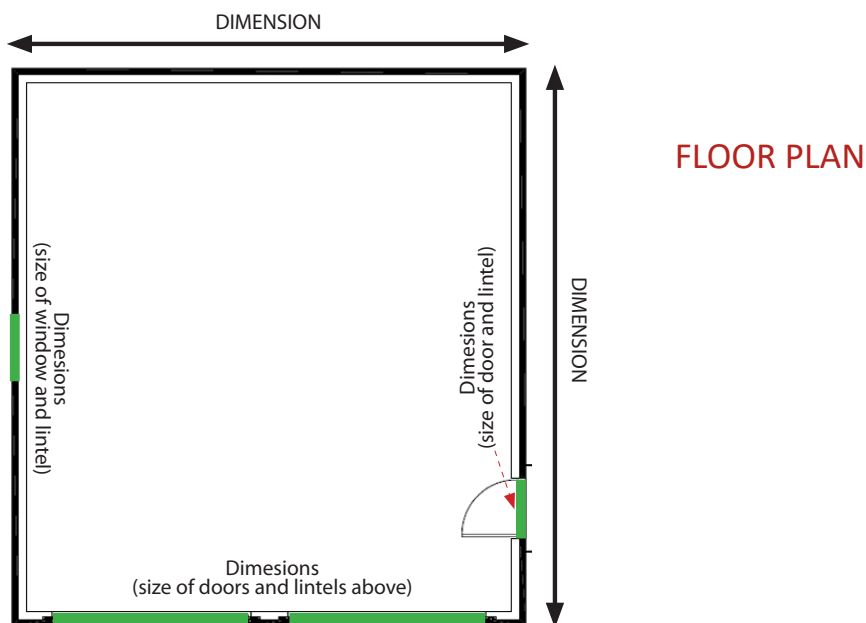 DIMENSION
FLOOR PLAN
Dimesions
(size of window and lintel)
Dimesions
(size of door and lintel)
DIMENSION
Dimesions
(size of doors and lintels above)